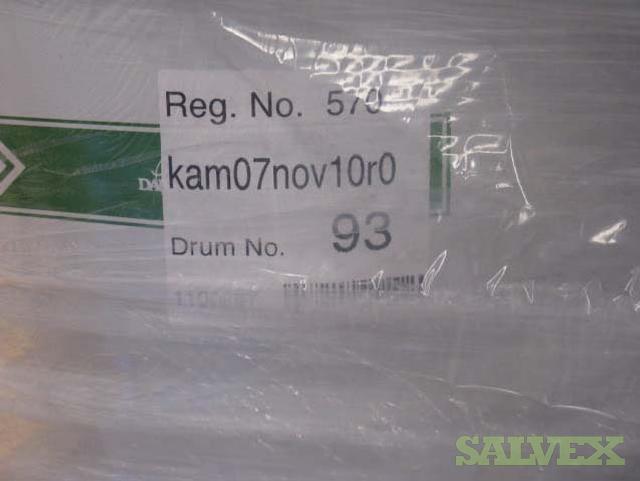 Reg. No. 570
kam07nov10r0
Drum No. 93
SALVEX